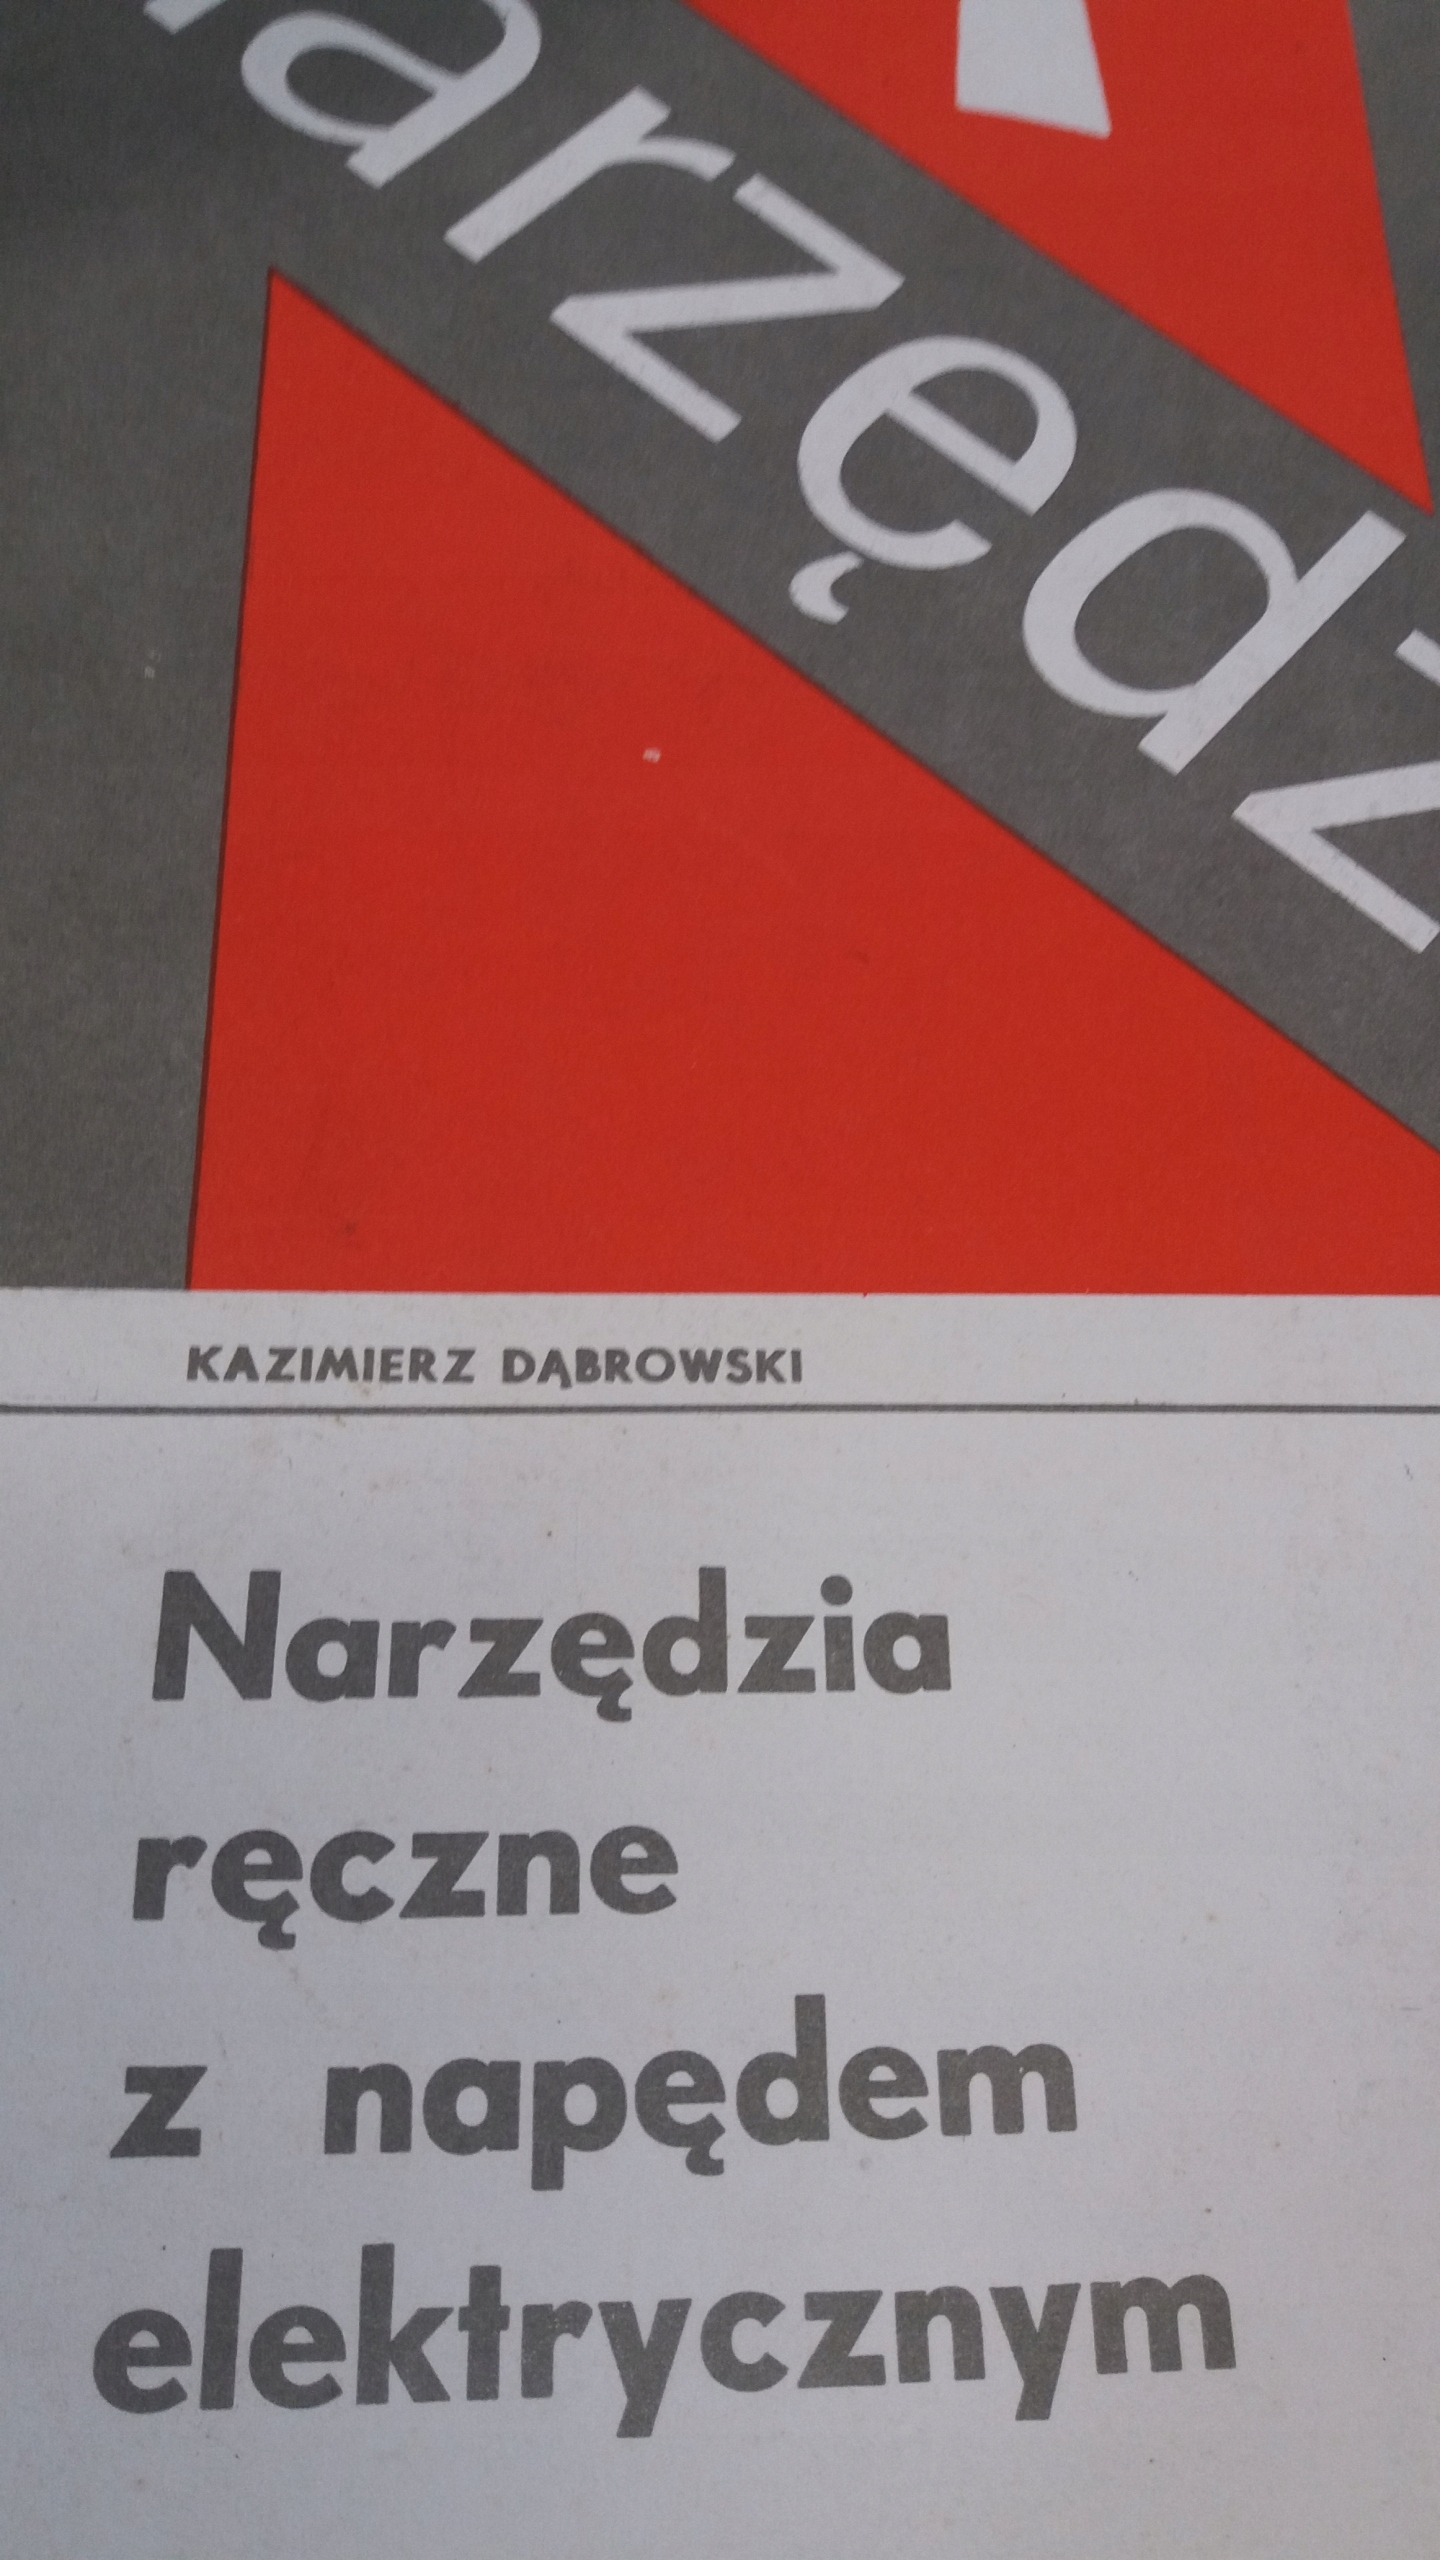 arzędz
KAZIMIERZ DĄBROWSKI
Narzędzia
ręczne
z napędem
elektrycznym